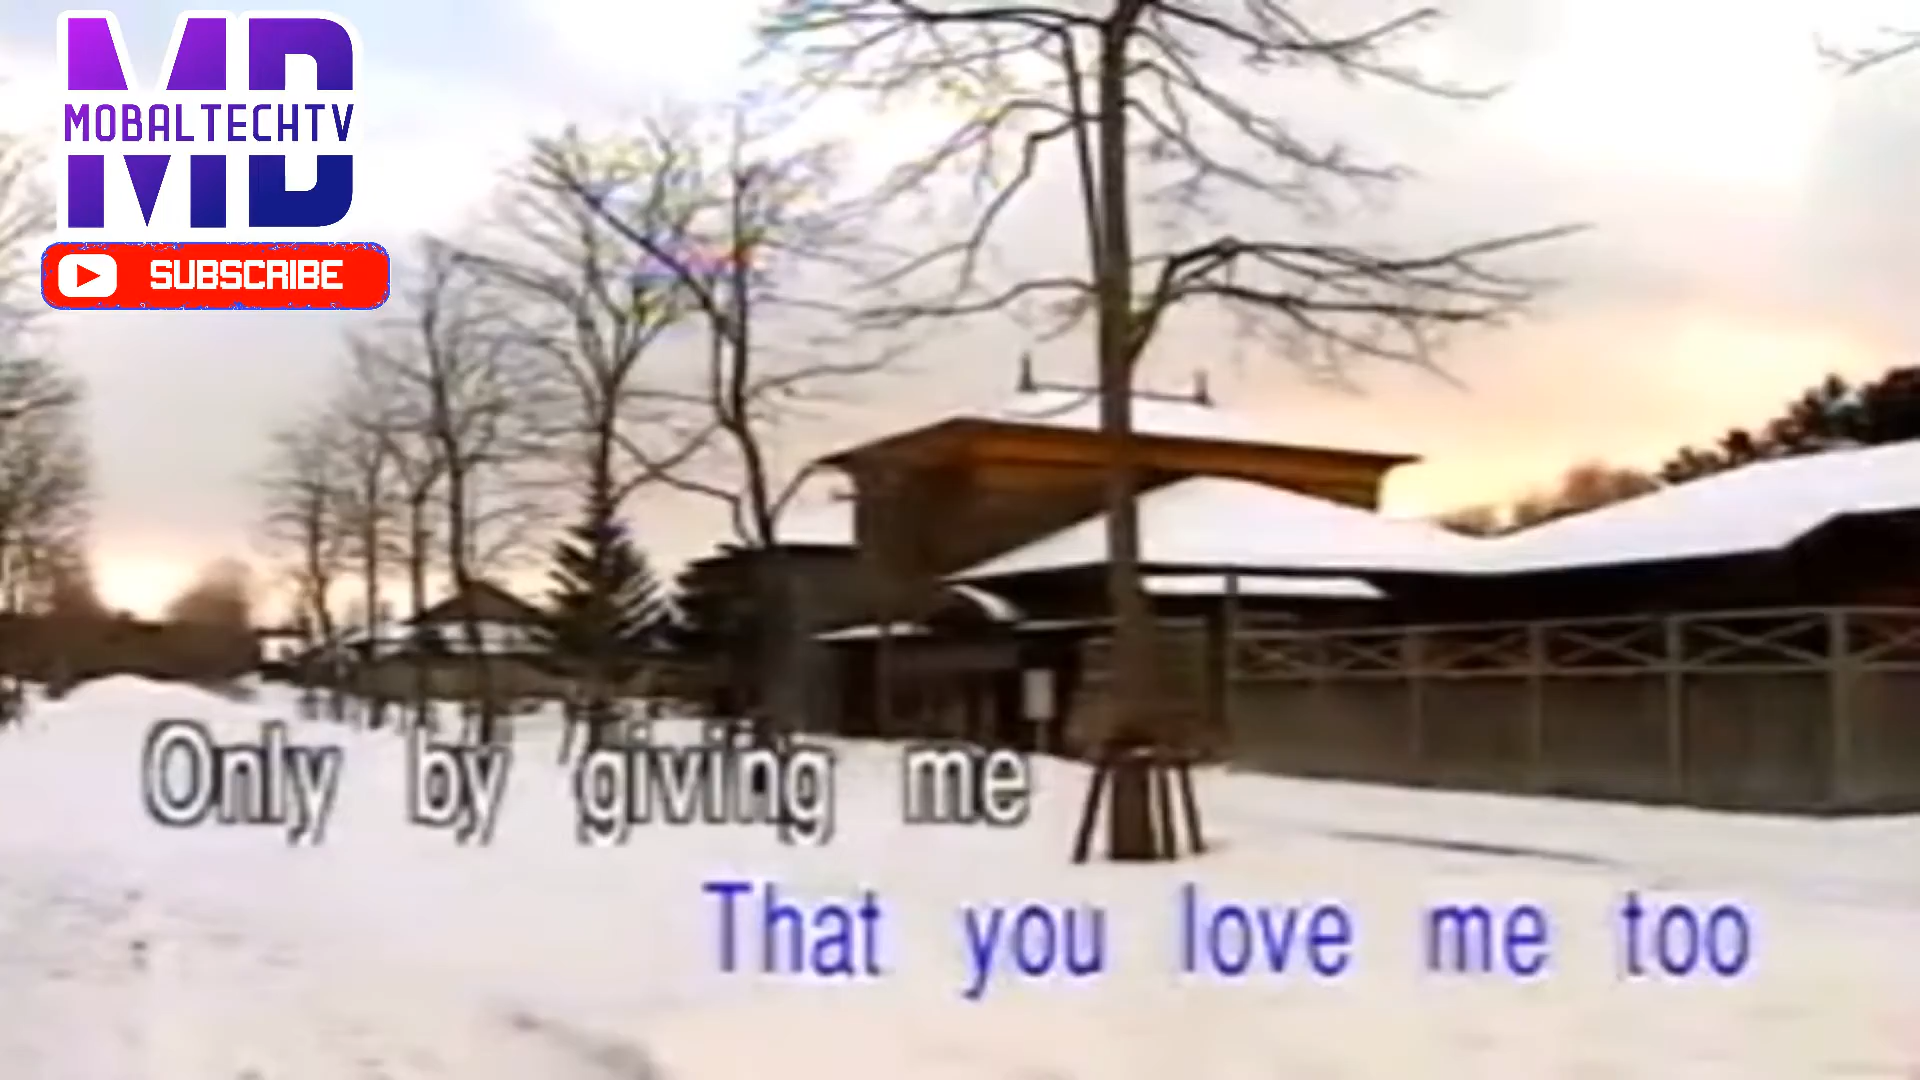 MD
MOBALTECHTV
SUBSCRIBE
Only by giving me
That you love me too